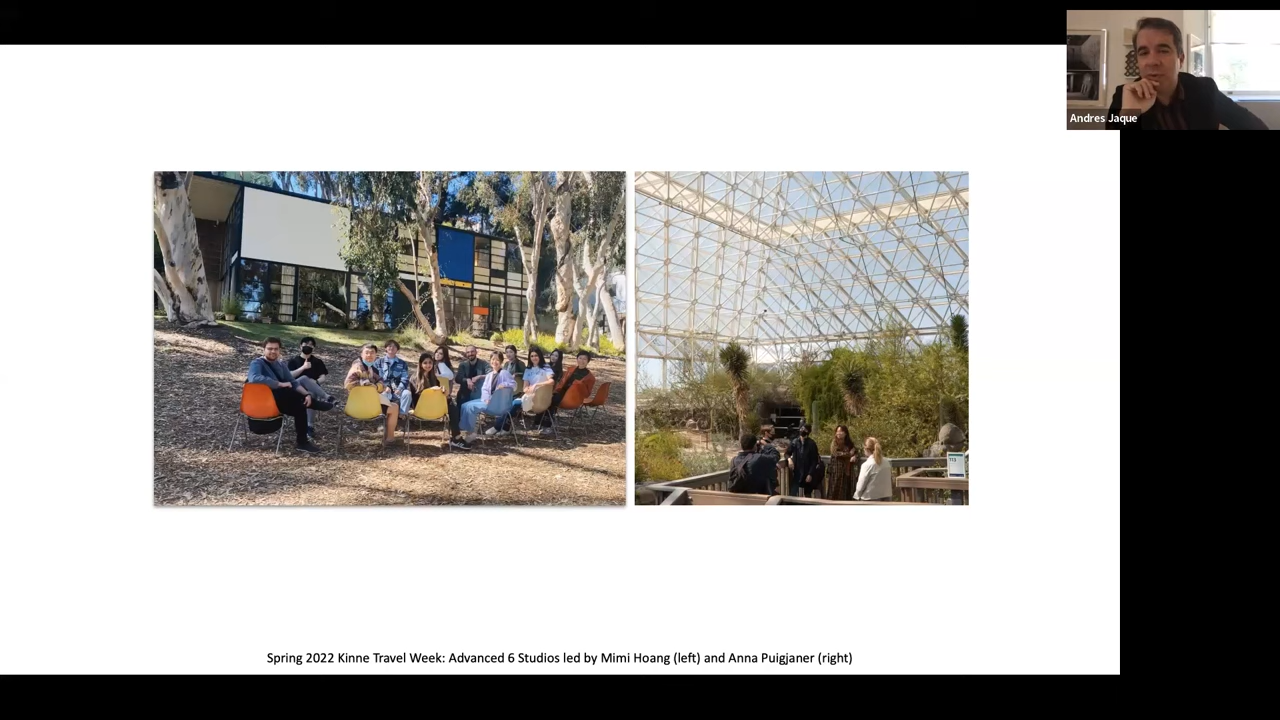 Andres Jaque
Spring 2022 Kinne Travel Week: Advanced 6 Studios led by Mimi Hoang (left) and Anna Puigjaner (right)